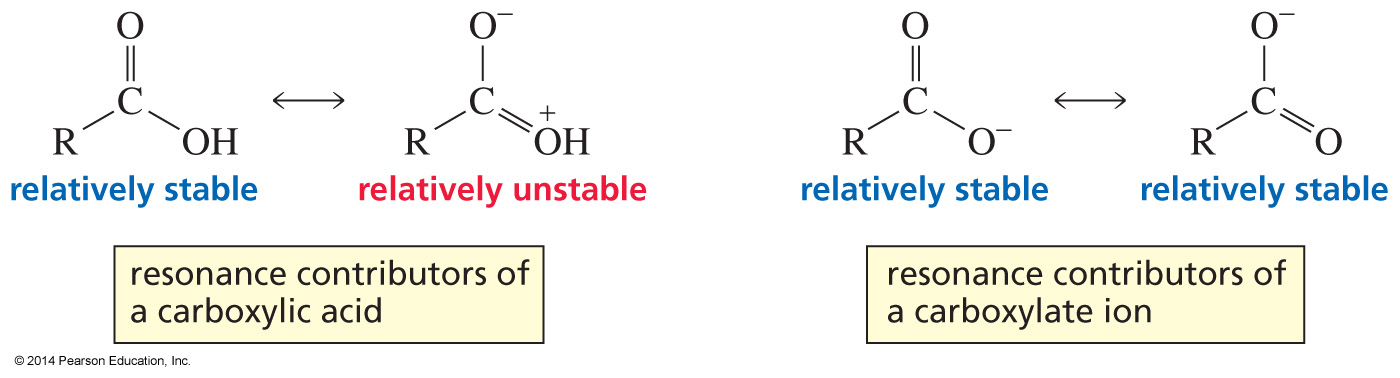 O O⁻ O O⁻
C C C C
R OH R +OH R O⁻ R O
relatively stable relatively unstable relatively stable relatively stable
resonance contributors of
a carboxylic acid
resonance contributors of
a carboxylate ion
© 2014 Pearson Education, Inc.